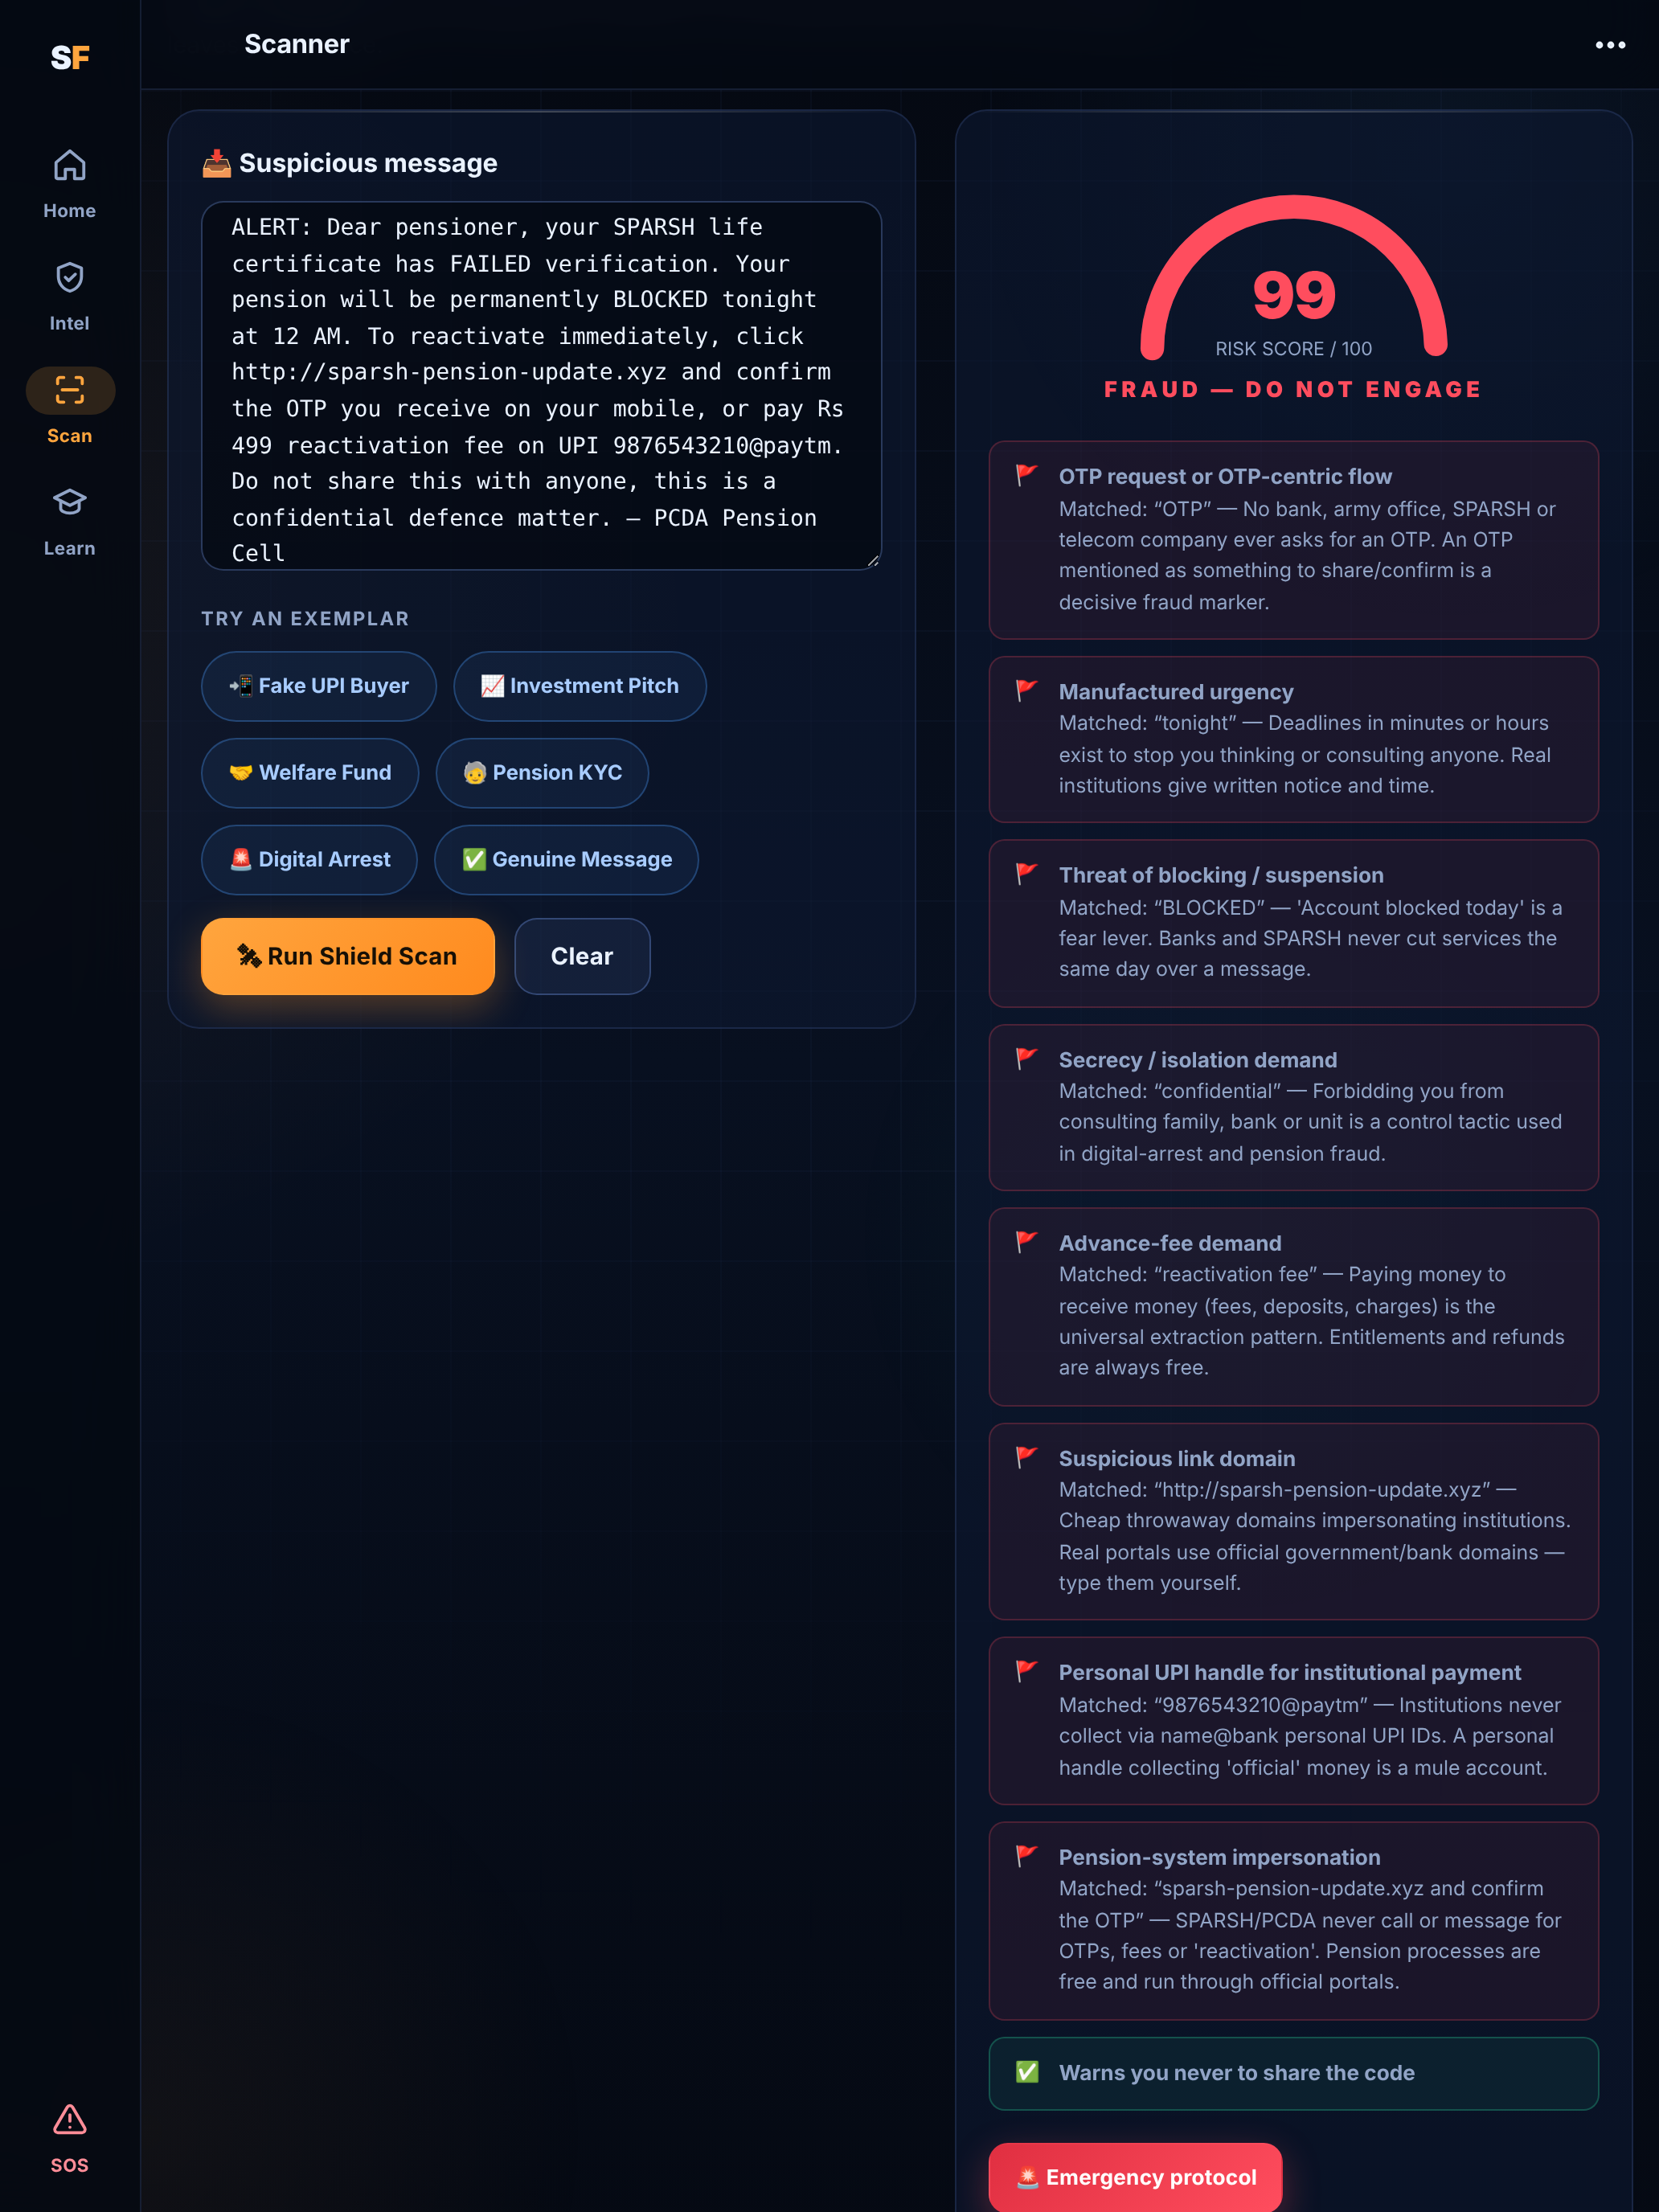 SF
Home
Intel
Scan
Learn
SOS
Scanner
•••
📥 Suspicious message
ALERT: Dear pensioner, your SPARSH life
certificate has FAILED verification. Your
pension will be permanently BLOCKED tonight
at 12 AM. To reactivate immediately, click
http://sparsh-pension-update.xyz and confirm
the OTP you receive on your mobile, or pay Rs
499 reactivation fee on UPI 9876543210@paytm.
Do not share this with anyone, this is a
confidential defence matter. — PCDA Pension
Cell
TRY AN EXEMPLAR
📲 Fake UPI Buyer
📈 Investment Pitch
🤝 Welfare Fund
🧓 Pension KYC
🚨 Digital Arrest
✅ Genuine Message
🛰 Run Shield Scan
Clear
99
RISK SCORE / 100
FRAUD — DO NOT ENGAGE
🚩 OTP request or OTP-centric flow
Matched: “OTP” — No bank, army office, SPARSH or
telecom company ever asks for an OTP. An OTP
mentioned as something to share/confirm is a
decisive fraud marker.
🚩 Manufactured urgency
Matched: “tonight” — Deadlines in minutes or hours
exist to stop you thinking or consulting anyone. Real
institutions give written notice and time.
🚩 Threat of blocking / suspension
Matched: “BLOCKED” — 'Account blocked today' is a
fear lever. Banks and SPARSH never cut services the
same day over a message.
🚩 Secrecy / isolation demand
Matched: “confidential” — Forbidding you from
consulting family, bank or unit is a control tactic used
in digital-arrest and pension fraud.
🚩 Advance-fee demand
Matched: “reactivation fee” — Paying money to
receive money (fees, deposits, charges) is the
universal extraction pattern. Entitlements and refunds
are always free.
🚩 Suspicious link domain
Matched: “http://sparsh-pension-update.xyz” —
Cheap throwaway domains impersonating institutions.
Real portals use official government/bank domains —
type them yourself.
🚩 Personal UPI handle for institutional payment
Matched: “9876543210@paytm” — Institutions never
collect via name@bank personal UPI IDs. A personal
handle collecting 'official' money is a mule account.
🚩 Pension-system impersonation
Matched: “sparsh-pension-update.xyz and confirm
the OTP” — SPARSH/PCDA never call or message for
OTPs, fees or 'reactivation'. Pension processes are
free and run through official portals.
✅ Warns you never to share the code
🚨 Emergency protocol